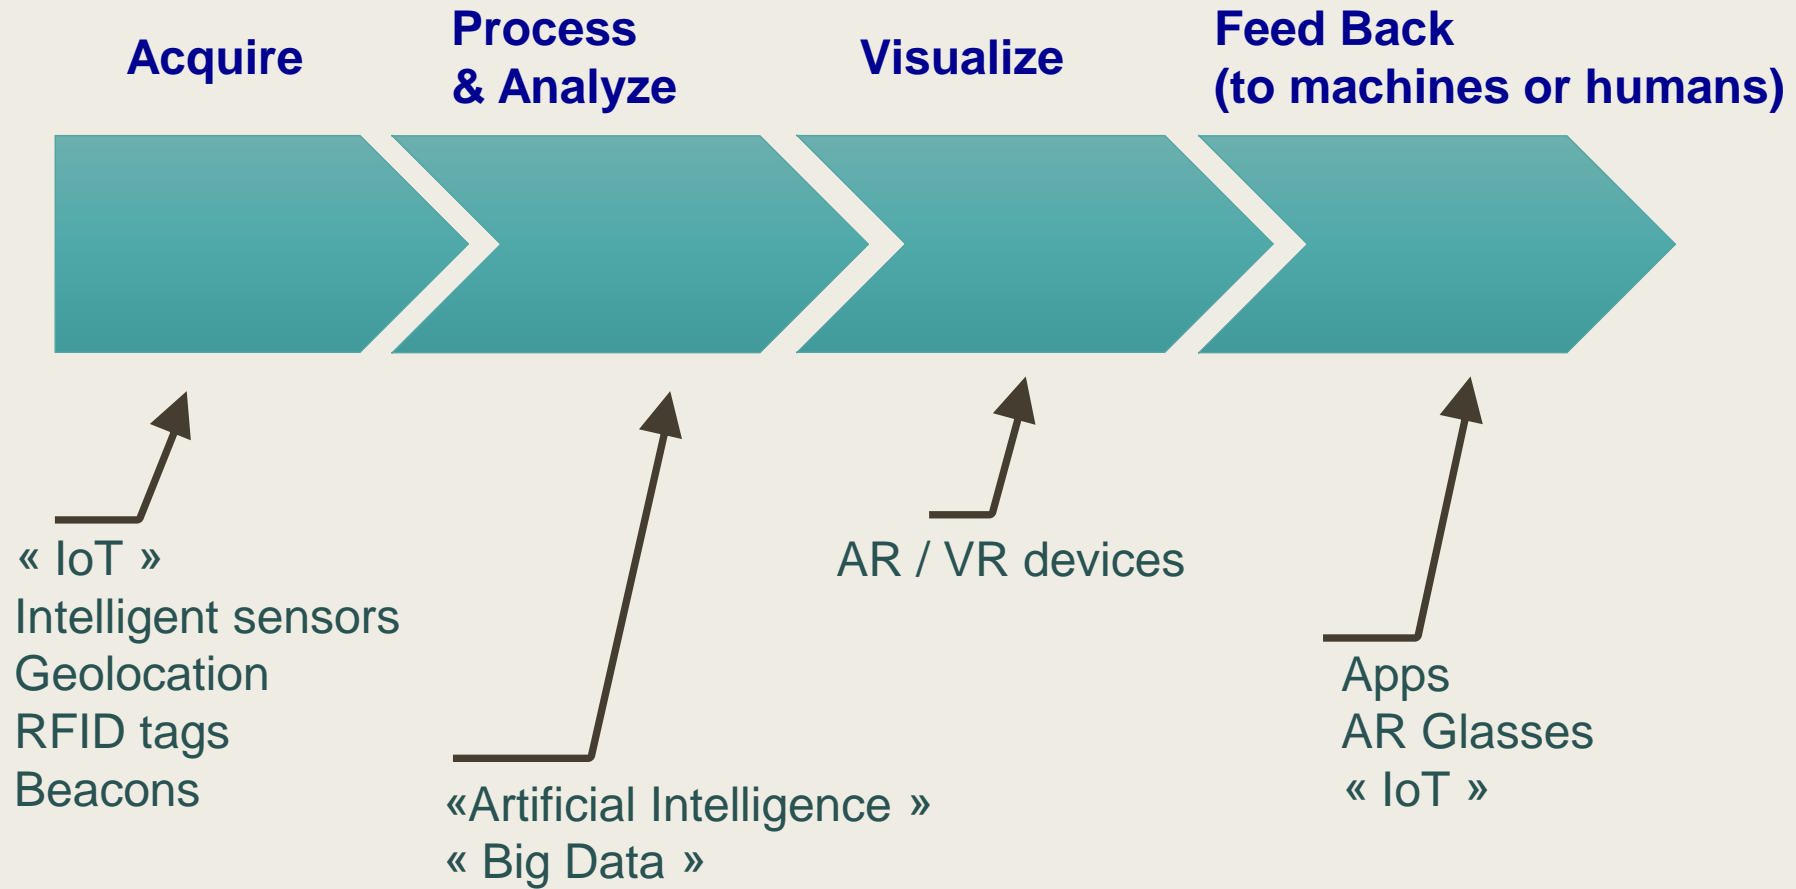 Acquire
Process
& Analyze
Visualize
Feed Back
(to machines or humans)
« IoT »
Intelligent sensors
Geolocation
RFID tags
Beacons
«Artificial Intelligence »
« Big Data »
AR / VR devices
Apps
AR Glasses
« IoT »